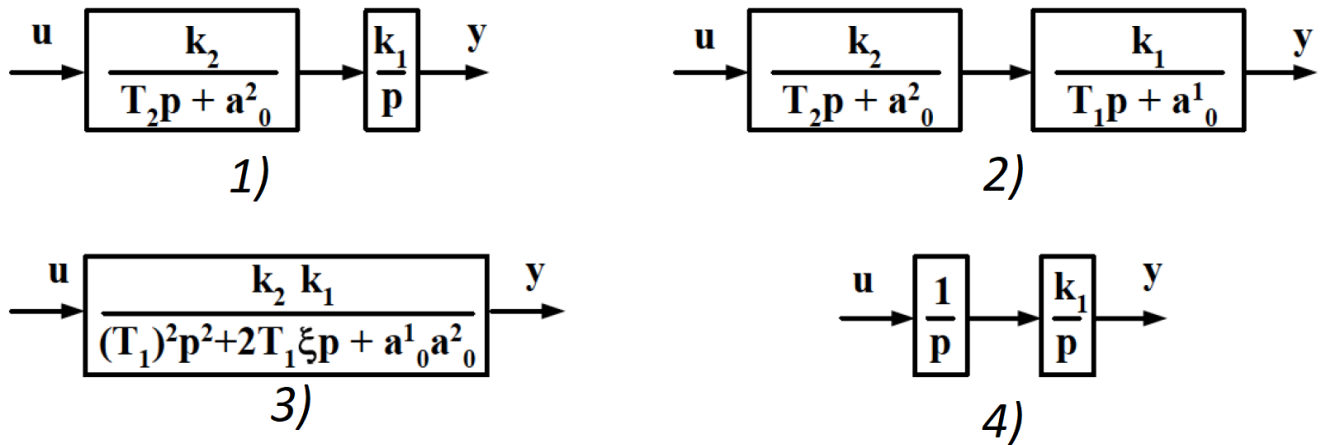 u k₂ / T₂p + a²₀ k₁ / p y
1)
u k₂ / T₂p + a²₀ k₁ / T₁p + a¹₀ y
2)
u k₂ k₁ / (T₁)²p²+2T₁ξp + a¹₀a²₀ y
3)
u 1 / p k₁ / p y
4)